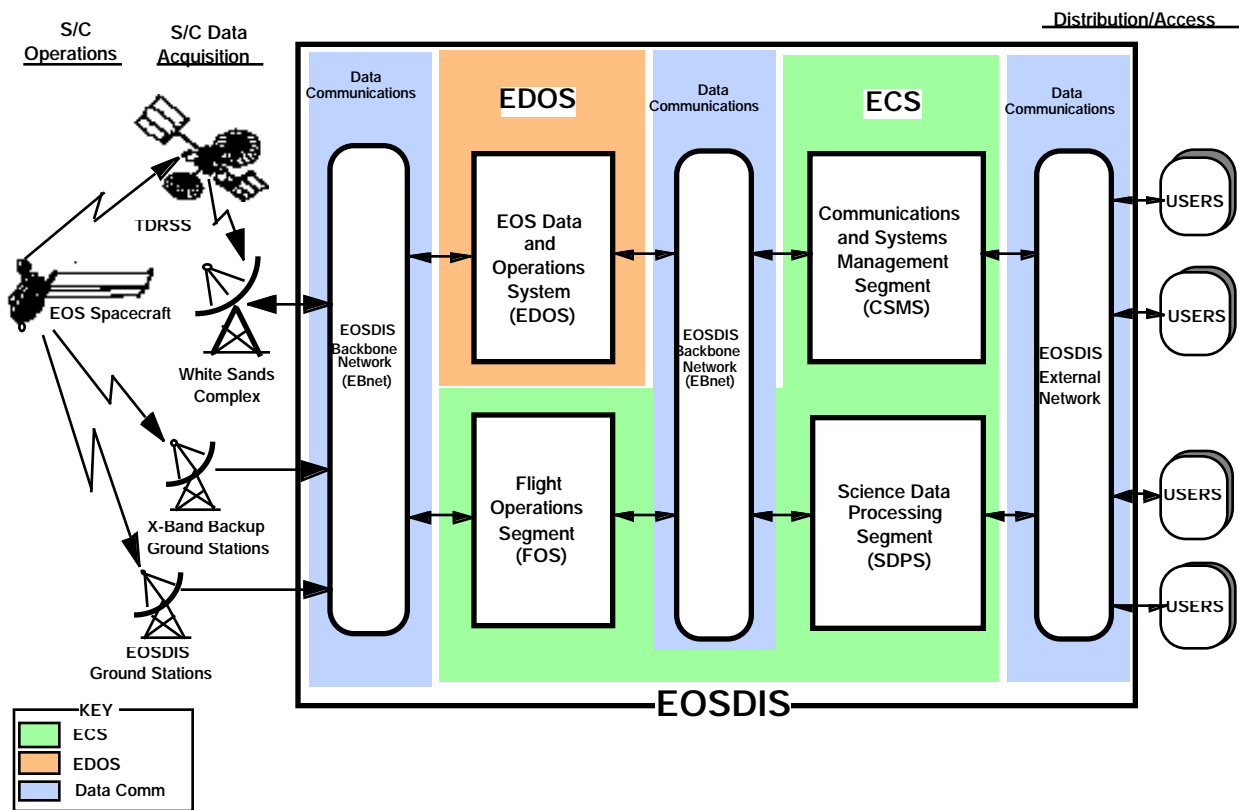 S/C
Operations
S/C Data
Acquisition
Distribution/Access
Data
Communications
EDOS
Data
Communications
ECS
Data
Communications
TDRSS
EOS Spacecraft
White Sands
Complex
X-Band Backup
Ground Stations
EOSDIS
Ground Stations
EOSDIS
Backbone
Network
(EBnet)
EOS Data
and
Operations
System
(EDOS)
Flight
Operations
Segment
(FOS)
EOSDIS
Backbone
Network
(EBnet)
Communications
and Systems
Management
Segment
(CSMS)
Science Data
Processing
Segment
(SDPS)
EOSDIS
External
Network
USERS
USERS
USERS
USERS
EOSDIS
KEY
ECS
EDOS
Data Comm